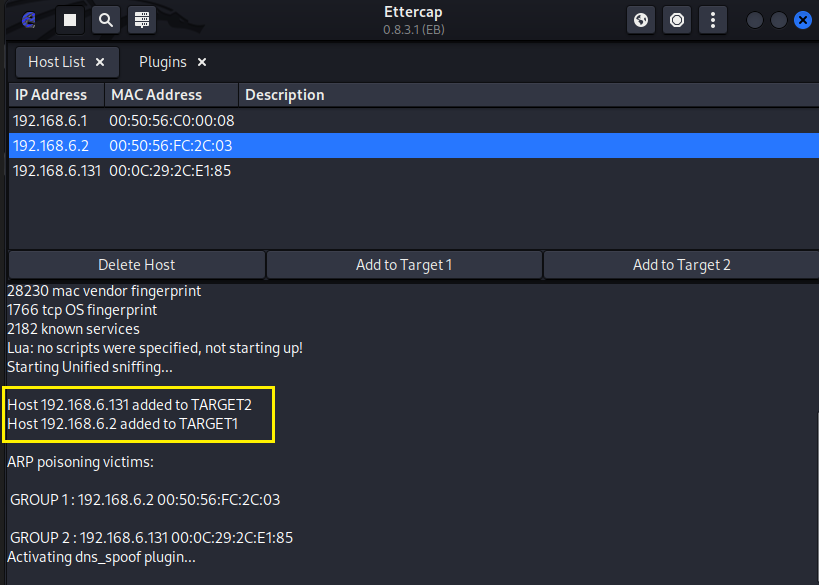 Ettercap
0.8.3.1 (EB)
Host List × Plugins ×
IP Address MAC Address Description
192.168.6.1 00:50:56:C0:00:08
192.168.6.2 00:50:56:FC:2C:03
192.168.6.131 00:0C:29:2C:E1:85
Delete Host Add to Target 1 Add to Target 2
28230 mac vendor fingerprint
1766 tcp OS fingerprint
2182 known services
Lua: no scripts were specified, not starting up!
Starting Unified sniffing...
Host 192.168.6.131 added to TARGET2
Host 192.168.6.2 added to TARGET1
ARP poisoning victims:
GROUP 1 : 192.168.6.2 00:50:56:FC:2C:03
GROUP 2 : 192.168.6.131 00:0C:29:2C:E1:85
Activating dns_spoof plugin...